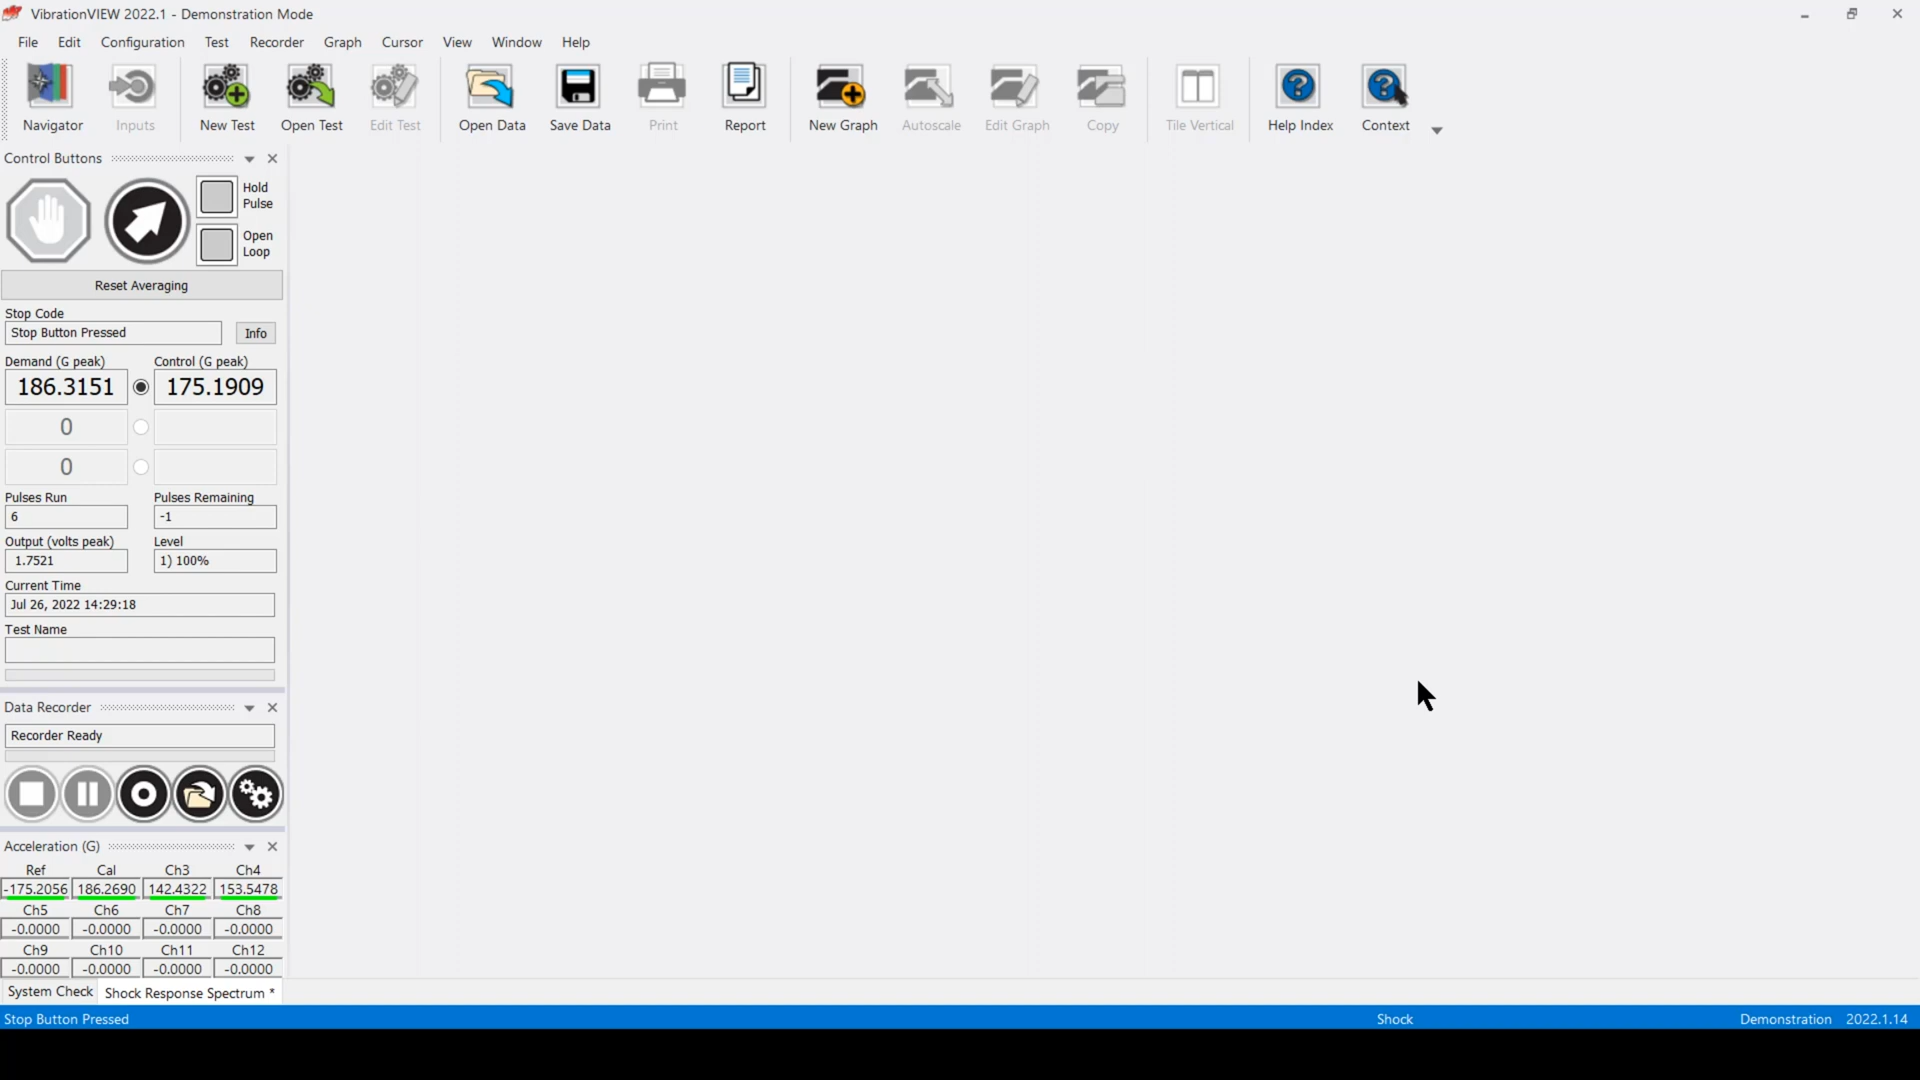 VibrationVIEW 2022.1 - Demonstration Mode
File Edit Configuration Test Recorder Graph Cursor View Window Help
Navigator Inputs New Test Open Test Edit Test Open Data Save Data Print Report New Graph Autoscale Edit Graph Copy Tile Vertical Help Index Context
Control Buttons
Hold
Pulse
Open
Loop
Reset Averaging
Stop Code
Stop Button Pressed Info
Demand (G peak) Control (G peak)
186.3151 175.1909
0
0
Pulses Run Pulses Remaining
6 -1
Output (volts peak) Level
1.7521 1) 100%
Current Time
Jul 26, 2022 14:29:18
Test Name
Data Recorder
Recorder Ready
Acceleration (G)
Ref Cal Ch3 Ch4
-175.2056 186.2690 142.4322 153.5478
Ch5 Ch6 Ch7 Ch8
-0.0000 -0.0000 -0.0000 -0.0000
Ch9 Ch10 Ch11 Ch12
-0.0000 -0.0000 -0.0000 -0.0000
System Check Shock Response Spectrum *
Stop Button Pressed Shock Demonstration 2022.1.14